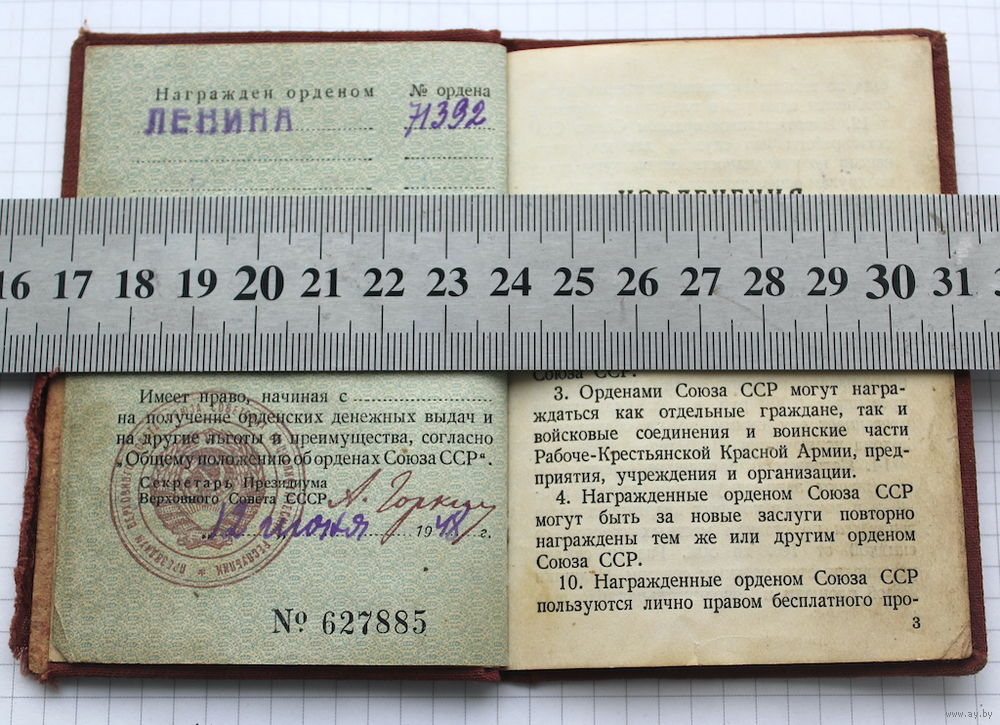 Награжден орденом № ордена
ЛЕНИНА 71392
ИЗВЛЕЧЕНИЯ
16 17 18 19 20 21 22 23 24 25 26 27 28 29 30 31
Имеет право, начиная с
на получение орденских денежных выдач и
на другие льготы и преимущества, согласно
„Общему положению об орденах Союза ССР“.
Секретарь Президиума
Верховного Совета СССР. А. Горкин
„12 июня 1948 г.
№ 627885
Союза ССР.
3. Орденами Союза ССР могут награ-
ждаться как отдельные граждане, так и
войсковые соединения и воинские части
Рабоче-Крестьянской Красной Армии, пред-
приятия, учреждения и организации.
4. Награжденные орденом Союза ССР
могут быть за новые заслуги повторно
награждены тем же или другим орденом
Союза ССР.
10. Награжденные орденом Союза ССР
пользуются лично правом бесплатного про-
3
www.ay.by